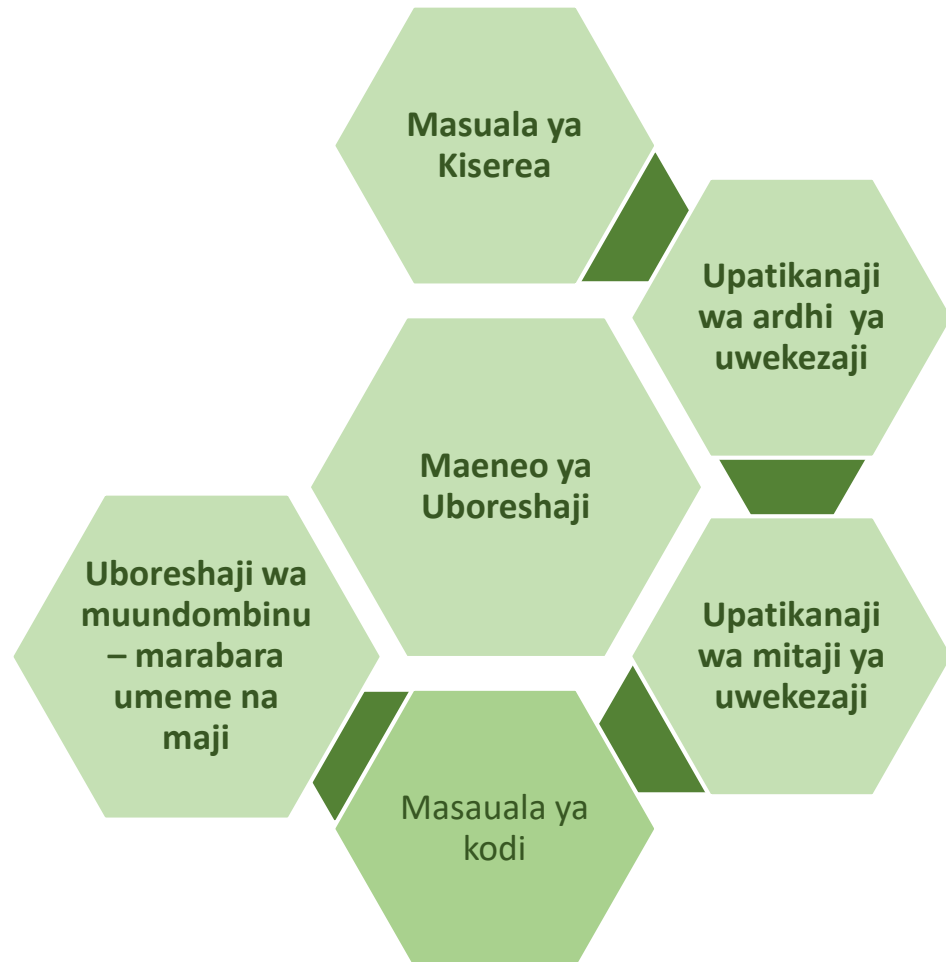 Masuala ya
Kiserea
Upatikanaji
wa ardhi ya
uwekezaji
Maeneo ya
Uboreshaji
Uboreshaji wa
muundombinu
– marabara
umeme na
maji
Upatikanaji
wa mitaji ya
uwekezaji
Masauala ya
kodi